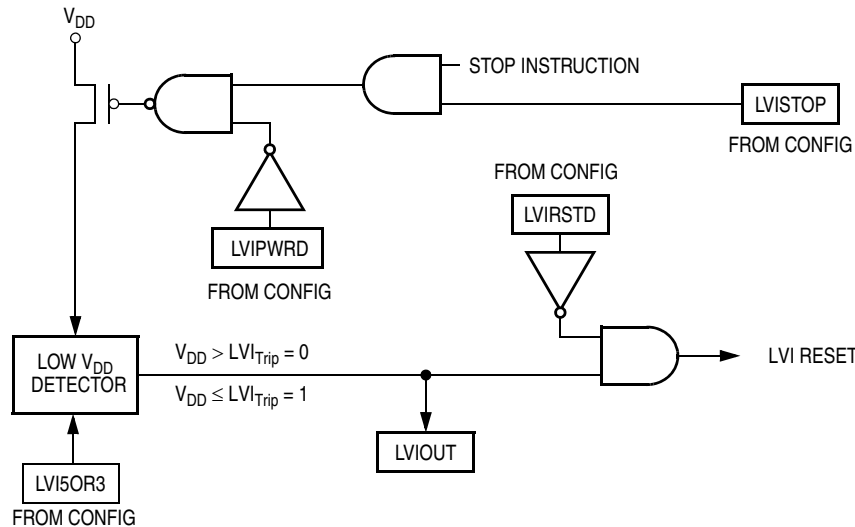 VDD
STOP INSTRUCTION
LVISTOP
FROM CONFIG
FROM CONFIG
LVIRSTD
LVIPWRD
FROM CONFIG
LOW VDD
DETECTOR
VDD > LVITrip = 0
VDD ≤ LVITrip = 1
LVI RESET
LVIOUT
LVI5OR3
FROM CONFIG